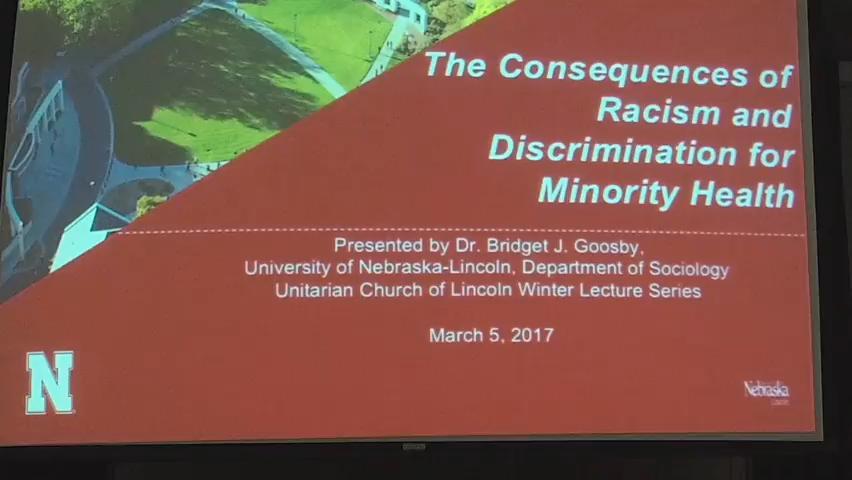 The Consequences of
Racism and
Discrimination for
Minority Health
Presented by Dr. Bridget J. Goosby,
University of Nebraska-Lincoln, Department of Sociology
Unitarian Church of Lincoln Winter Lecture Series
March 5, 2017
N
Nebraska